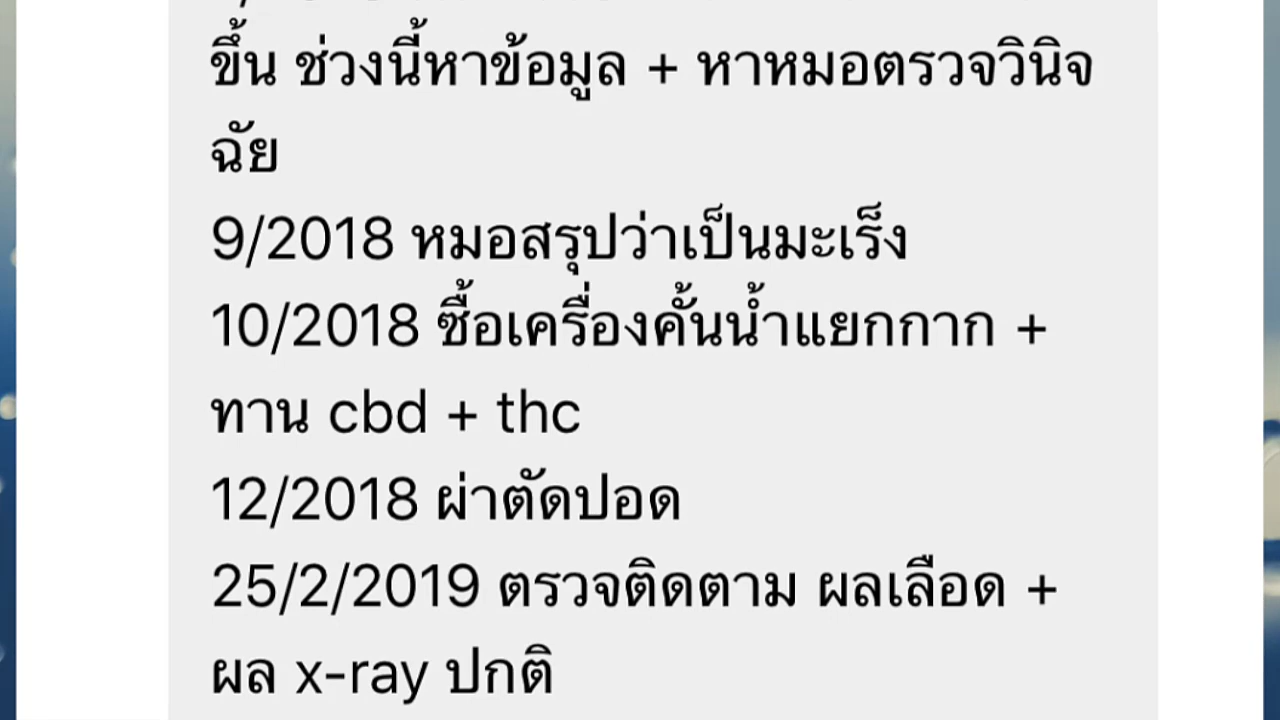 ขึ้น ช่วงนี้หาข้อมูล + หาหมอตรวจวินิจ
ฉัย
9/2018 หมอสรุปว่าเป็นมะเร็ง
10/2018 ซื้อเครื่องคั้นน้ำแยกกาก +
ทาน cbd + thc
12/2018 ผ่าตัดปอด
25/2/2019 ตรวจติดตาม ผลเลือด +
ผล x-ray ปกติ